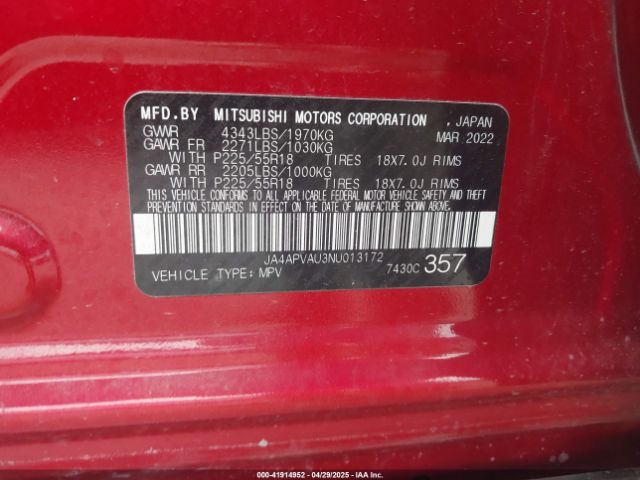 MFD.BY MITSUBISHI MOTORS CORPORATION , JAPAN
GVWR 4343LBS/1970KG MAR 2022
GAWR FR 2271LBS/1030KG
WITH P225/55R18 TIRES 18X7.0J RIMS
GAWR RR 2205LBS/1000KG
WITH P225/55R18 TIRES 18X7.0J RIMS
THIS VEHICLE CONFORMS TO ALL APPLICABLE FEDERAL MOTOR VEHICLE SAFETY AND THEFT
PREVENTION STANDARDS IN EFFECT ON THE DATE OF MANUFACTURE SHOWN ABOVE.
JA4APVAU3NU013172
VEHICLE TYPE: MPV 7430C 357
000-41914952 - 04/29/2025 - IAAI.com